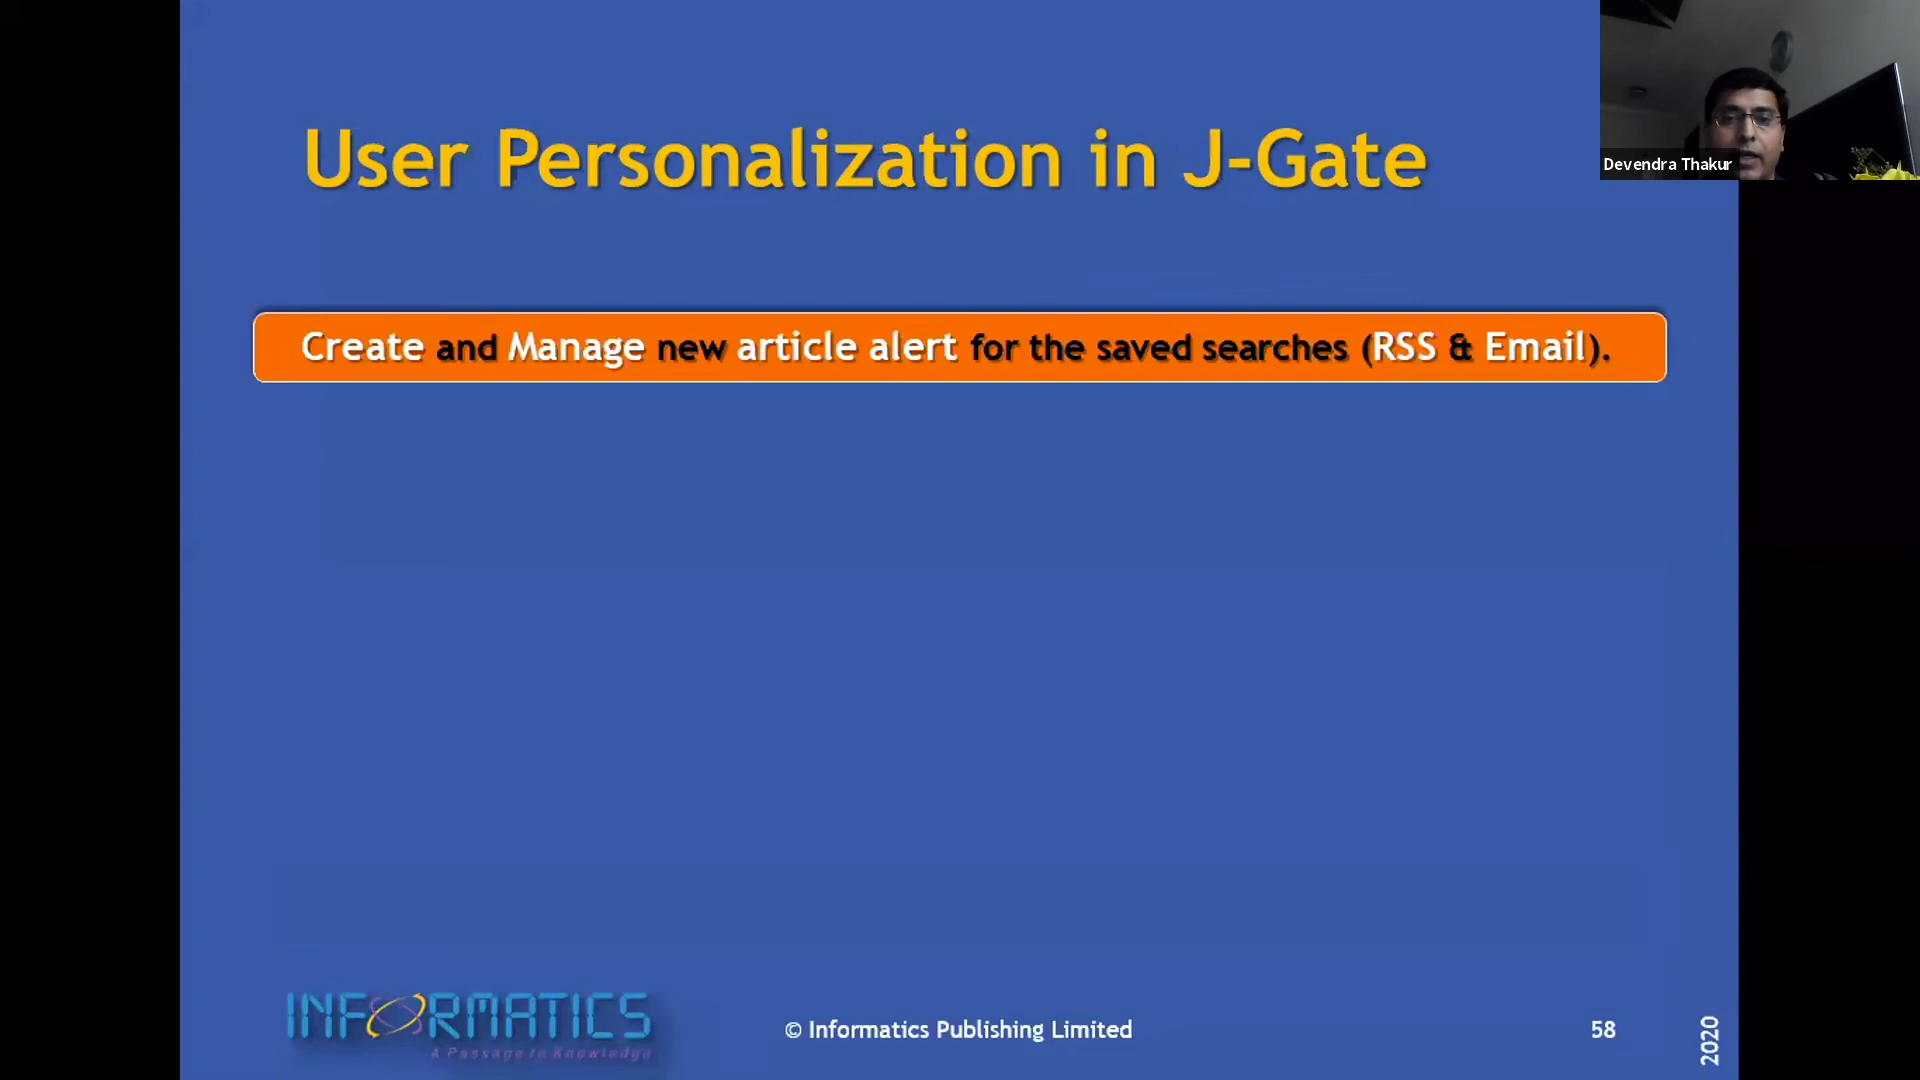 User Personalization in J-Gate
Devendra Thakur
Create and Manage new article alert for the saved searches (RSS & Email).
INFORMATICS
A Passage to Knowledge
© Informatics Publishing Limited
58
2020